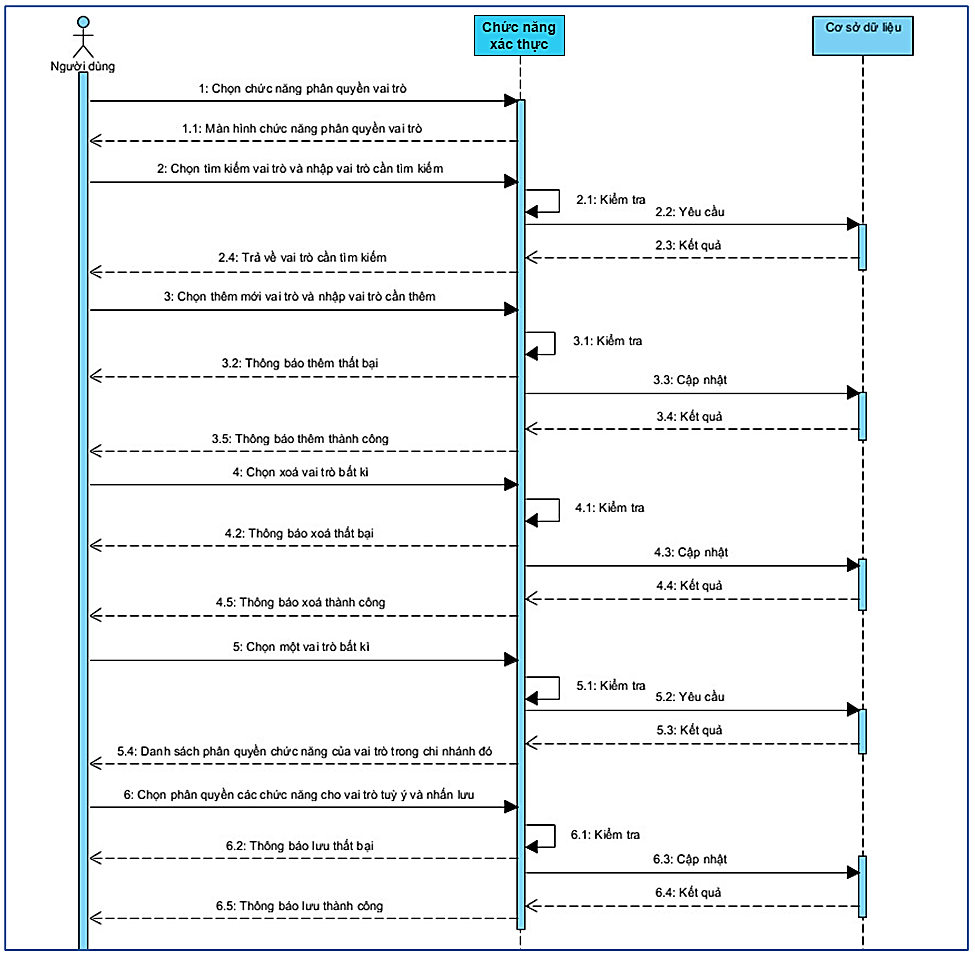 Chức năng
xác thực
Cơ sở dữ liệu
Người dùng
1: Chọn chức năng phân quyền vai trò
1.1: Màn hình chức năng phân quyền vai trò
2: Chọn tìm kiếm vai trò và nhập vai trò cần tìm kiếm
2.1: Kiểm tra
2.2: Yêu cầu
2.3: Kết quả
2.4: Trả về vai trò cần tìm kiếm
3: Chọn thêm mới vai trò và nhập vai trò cần thêm
3.1: Kiểm tra
3.2: Thông báo thêm thất bại
3.3: Cập nhật
3.4: Kết quả
3.5: Thông báo thêm thành công
4: Chọn xoá vai trò bất kì
4.1: Kiểm tra
4.2: Thông báo xoá thất bại
4.3: Cập nhật
4.4: Kết quả
4.5: Thông báo xoá thành công
5: Chọn một vai trò bất kì
5.1: Kiểm tra
5.2: Yêu cầu
5.3: Kết quả
5.4: Danh sách phân quyền chức năng của vai trò trong chi nhánh đó
6: Chọn phân quyền các chức năng cho vai trò tuỳ ý và nhấn lưu
6.1: Kiểm tra
6.2: Thông báo lưu thất bại
6.3: Cập nhật
6.4: Kết quả
6.5: Thông báo lưu thành công